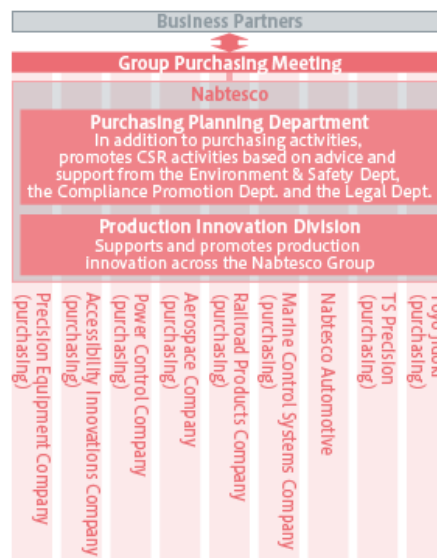 Business Partners
Group Purchasing Meeting
Nabtesco
Purchasing Planning Department
In addition to purchasing activities,
promotes CSR activities based on advice and
support from the Environment & Safety Dept,
the Compliance Promotion Dept. and the Legal Dept.
Production Innovation Division
Supports and promotes production
innovation across the Nabtesco Group
Precision Equipment Company
(purchasing)
Accessibility Innovations Company
(purchasing)
Power Control Company
(purchasing)
Aerospace Company
(purchasing)
Railroad Products Company
(purchasing)
Marine Control Systems Company
(purchasing)
Nabtesco Automotive
TS Precision
(purchasing)
(purchasing)